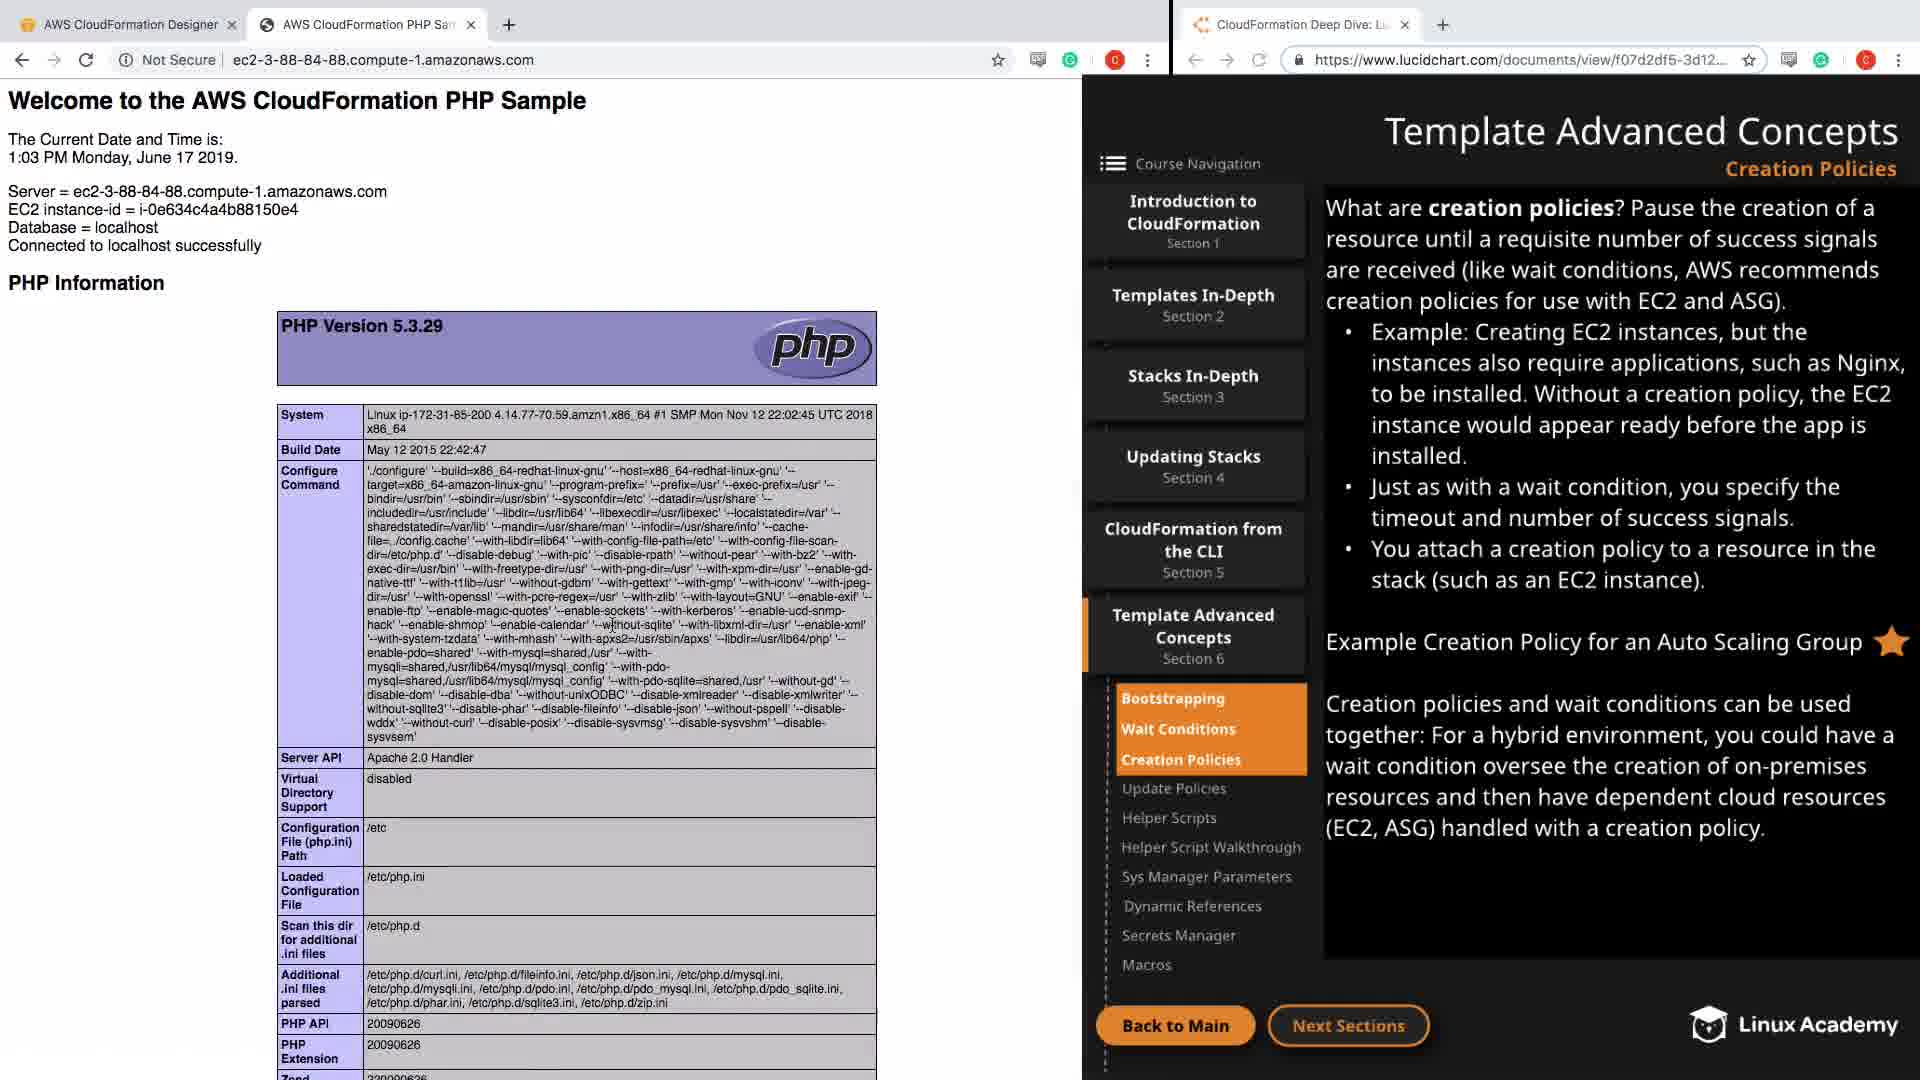 AWS CloudFormation Designer
AWS CloudFormation PHP Sam
Not Secure
ec2-3-88-84-88.compute-1.amazonaws.com
Welcome to the AWS CloudFormation PHP Sample
The Current Date and Time is:
1:03 PM Monday, June 17 2019.
Server = ec2-3-88-84-88.compute-1.amazonaws.com
EC2 instance-id = i-0e634c4a4b88150e4
Database = localhost
Connected to localhost successfully
PHP Information
PHP Version 5.3.29
php
System
Linux ip-172-31-85-200 4.14.77-70.59.amzn1.x86_64 #1 SMP Mon Nov 12 22:02:45 UTC 2018
x86_64
Build Date
May 12 2015 22:42:47
Configure
Command
'./configure' '--build=x86_64-redhat-linux-gnu' '--host=x86_64-redhat-linux-gnu' '--
target=x86_64-amazon-linux-gnu' '--program-prefix=' '--prefix=/usr' '--exec-prefix=/usr' '--
bindir=/usr/bin' '--sbindir=/usr/sbin' '--sysconfdir=/etc' '--datadir=/usr/share' '--
includedir=/usr/include' '--libdir=/usr/lib64' '--libexecdir=/usr/libexec' '--localstatedir=/var' '--
sharedstatedir=/var/lib' '--mandir=/usr/share/man' '--infodir=/usr/share/info' '--cache-
file=../config.cache' '--with-libdir=lib64' '--with-config-file-path=/etc' '--with-config-file-scan-
dir=/etc/php.d' '--disable-debug' '--with-pic' '--disable-rpath' '--without-pear' '--with-bz2' '--with-
exec-dir=/usr/bin' '--with-freetype-dir=/usr' '--with-png-dir=/usr' '--with-xpm-dir=/usr' '--enable-gd-
native-ttf' '--with-t1lib=/usr' '--without-gdbm' '--with-gettext' '--with-gmp' '--with-iconv' '--with-jpeg-
dir=/usr' '--with-openssl' '--with-pcre-regex=/usr' '--with-zlib' '--with-layout=GNU' '--enable-exif' '--
enable-ftp' '--enable-magic-quotes' '--enable-sockets' '--with-kerberos' '--enable-ucd-snmp-
hack' '--enable-shmop' '--enable-calendar' '--without-sqlite' '--with-libxml-dir=/usr' '--enable-xml'
'--with-system-tzdata' '--with-mhash' '--with-apxs2=/usr/sbin/apxs' '--libdir=/usr/lib64/php' '--
enable-pdo=shared' '--with-mysql=shared,/usr' '--with-
mysqli=shared,/usr/lib64/mysql/mysql_config' '--with-pdo-
mysql=shared,/usr/lib64/mysql/mysql_config' '--with-pdo-sqlite=shared,/usr' '--without-gd' '--
disable-dom' '--disable-dba' '--without-unixODBC' '--disable-xmlreader' '--disable-xmlwriter' '--
without-sqlite3' '--disable-phar' '--disable-fileinfo' '--disable-json' '--without-pspell' '--disable-
wddx' '--without-curl' '--disable-posix' '--disable-sysvmsg' '--disable-sysvshm' '--disable-
sysvsem'
Server API
Apache 2.0 Handler
Virtual
Directory
Support
disabled
Configuration
File (php.ini)
Path
/etc
Loaded
Configuration
File
/etc/php.ini
Scan this dir
for additional
.ini files
/etc/php.d
Additional
.ini files
parsed
/etc/php.d/curl.ini, /etc/php.d/fileinfo.ini, /etc/php.d/json.ini, /etc/php.d/mysql.ini,
/etc/php.d/mysqli.ini, /etc/php.d/pdo.ini, /etc/php.d/pdo_mysql.ini, /etc/php.d/pdo_sqlite.ini,
/etc/php.d/phar.ini, /etc/php.d/sqlite3.ini, /etc/php.d/zip.ini
PHP API
20090626
PHP
Extension
20090626
Zend
220090626
CloudFormation Deep Dive: Lu
https://www.lucidchart.com/documents/view/f07d2df5-3d12...
Template Advanced Concepts
Creation Policies
Course Navigation
Introduction to
CloudFormation
Section 1
Templates In-Depth
Section 2
Stacks In-Depth
Section 3
Updating Stacks
Section 4
CloudFormation from
the CLI
Section 5
Template Advanced
Concepts
Section 6
Bootstrapping
Wait Conditions
Creation Policies
Update Policies
Helper Scripts
Helper Script Walkthrough
Sys Manager Parameters
Dynamic References
Secrets Manager
Macros
What are creation policies? Pause the creation of a
resource until a requisite number of success signals
are received (like wait conditions, AWS recommends
creation policies for use with EC2 and ASG).
• Example: Creating EC2 instances, but the
instances also require applications, such as Nginx,
to be installed. Without a creation policy, the EC2
instance would appear ready before the app is
installed.
• Just as with a wait condition, you specify the
timeout and number of success signals.
• You attach a creation policy to a resource in the
stack (such as an EC2 instance).
Example Creation Policy for an Auto Scaling Group
Creation policies and wait conditions can be used
together: For a hybrid environment, you could have a
wait condition oversee the creation of on-premises
resources and then have dependent cloud resources
(EC2, ASG) handled with a creation policy.
Back to Main
Next Sections
Linux Academy